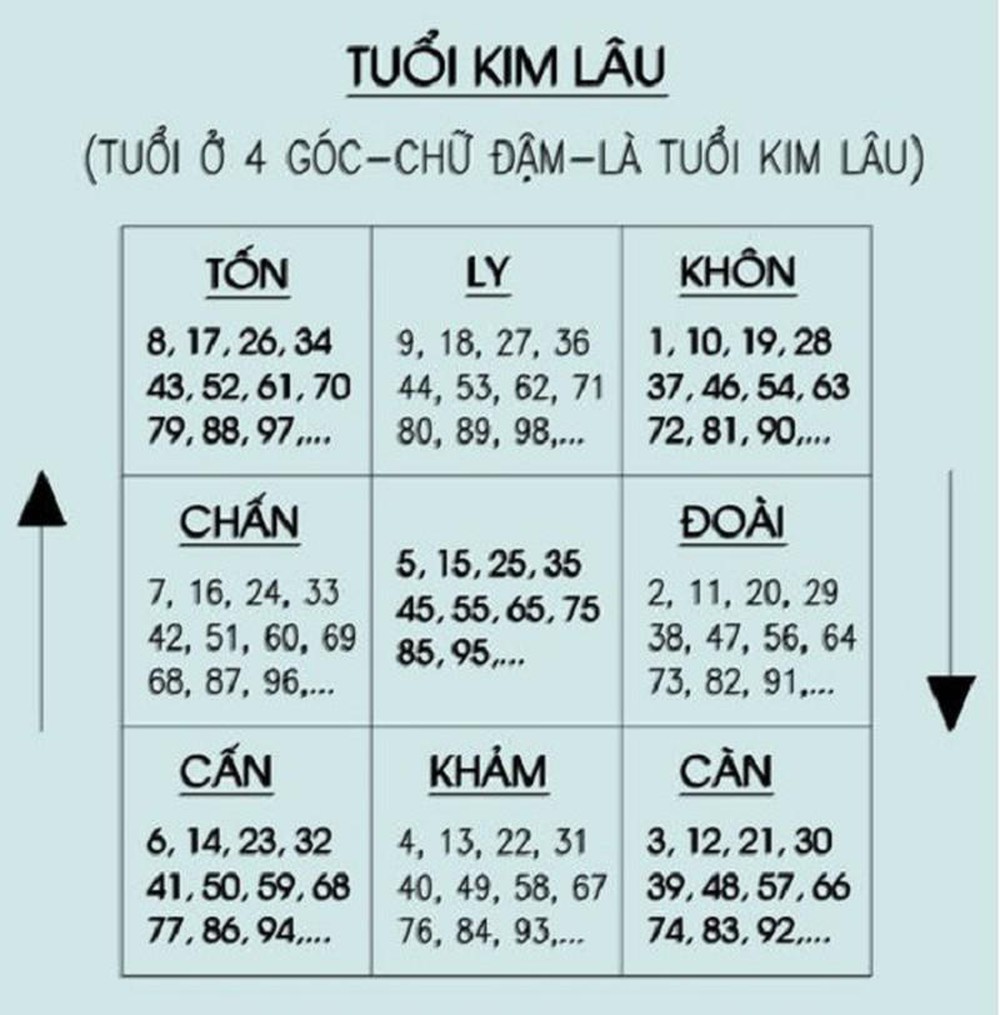 TUỔI KIM LÂU
(TUỔI Ở 4 GÓC-CHỮ ĐẬM-LÀ TUỔI KIM LÂU)
TỐN
8, 17, 26, 34
43, 52, 61, 70
79, 88, 97,...
LY
9, 18, 27, 36
44, 53, 62, 71
80, 89, 98,...
KHÔN
1, 10, 19, 28
37, 46, 54, 63
72, 81, 90,...
CHẤN
7, 16, 24, 33
42, 51, 60, 69
68, 87, 96,...
5, 15, 25, 35
45, 55, 65, 75
85, 95,...
ĐOÀI
2, 11, 20, 29
38, 47, 56, 64
73, 82, 91,...
CẤN
6, 14, 23, 32
41, 50, 59, 68
77, 86, 94,...
KHẢM
4, 13, 22, 31
40, 49, 58, 67
76, 84, 93,...
CÀN
3, 12, 21, 30
39, 48, 57, 66
74, 83, 92,...